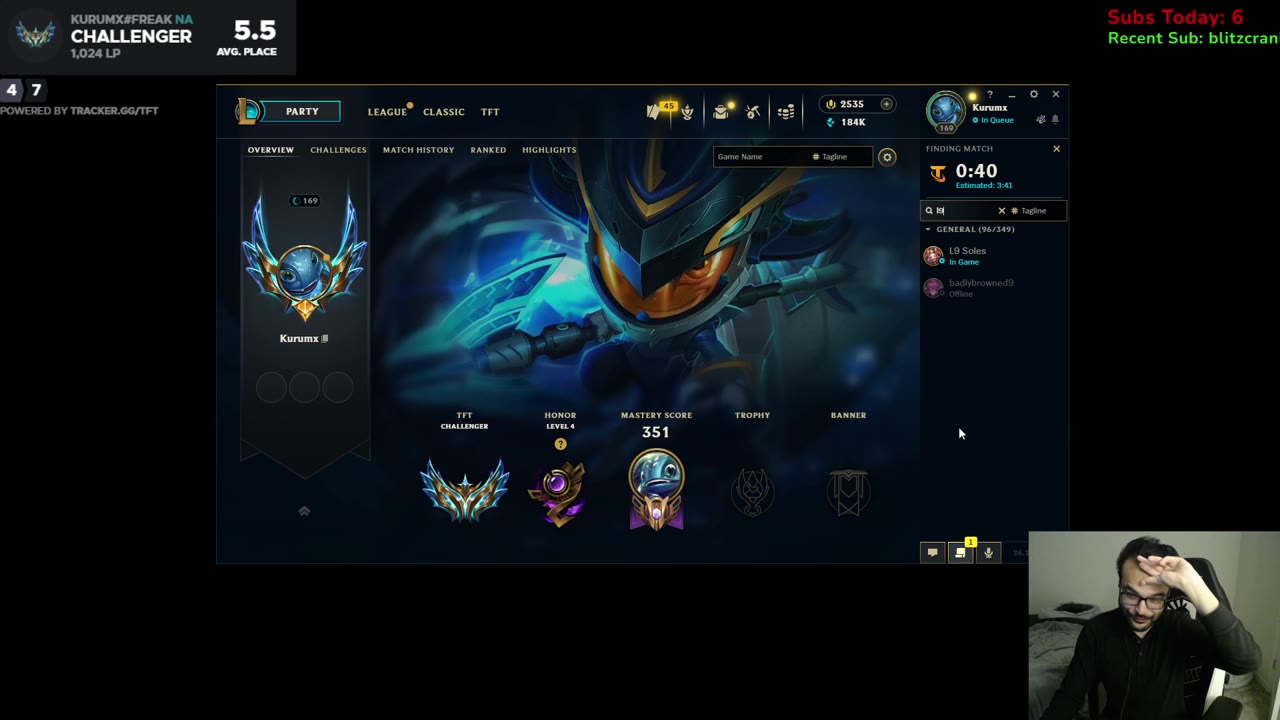 KURUMX#FREAK NA
CHALLENGER
1,024 LP
5.5
AVG. PLACE
4 7
POWERED BY TRACKER.GG/TFT
Subs Today: 6
Recent Sub: blitzcran
PARTY
LEAGUE CLASSIC TFT
45
2535
184K
?
Kurumx
In Queue
169
OVERVIEW CHALLENGES MATCH HISTORY RANKED HIGHLIGHTS
Game Name # Tagline
FINDING MATCH
0:40
Estimated: 3:41
l9 # Tagline
GENERAL (96/349)
L9 Soles
In Game
badlybrowned9
Offline
169
Kurumx
TFT
CHALLENGER
HONOR
LEVEL 4
?
MASTERY SCORE
351
TROPHY
BANNER
1